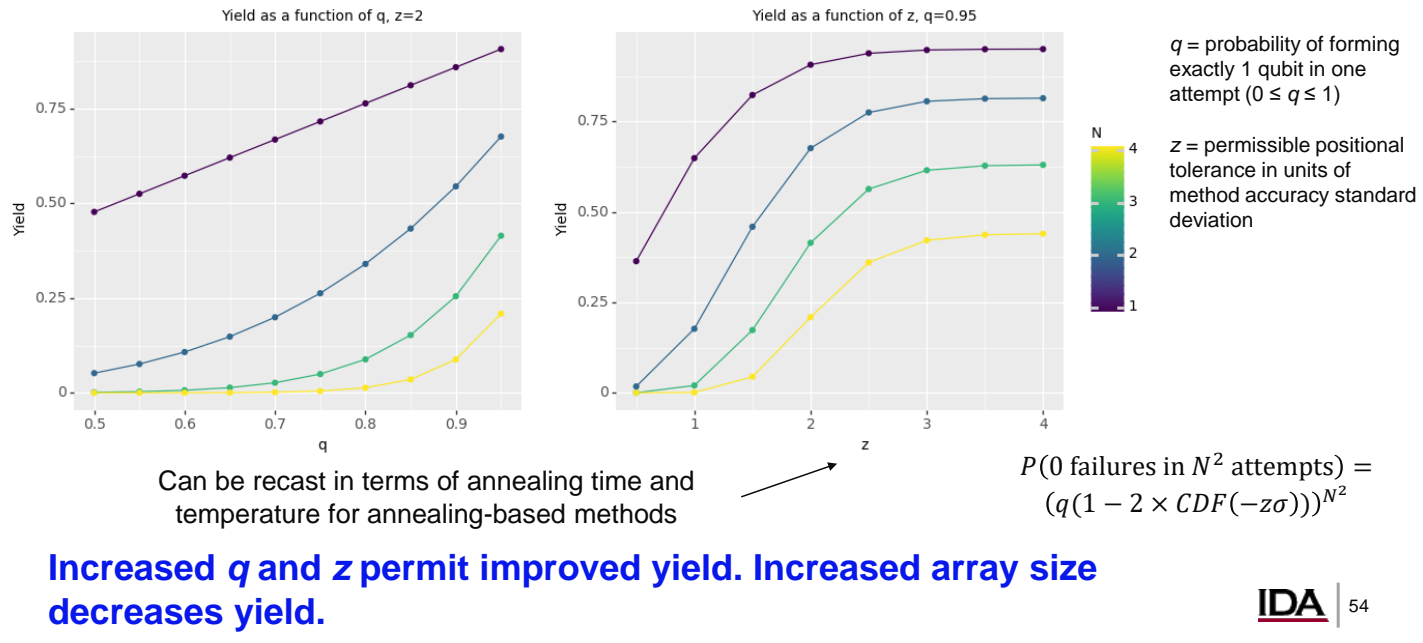 Yield as a function of q, z=2
0.75
0.50
0.25
0
Yield
0.5 0.6 0.7 0.8 0.9
q
Yield as a function of z, q=0.95
0.75
0.50
0.25
0
Yield
1 2 3 4
z
N
4
3
2
1
q = probability of forming
exactly 1 qubit in one
attempt (0 ≤ q ≤ 1)
z = permissible positional
tolerance in units of
method accuracy standard
deviation
Can be recast in terms of annealing time and
temperature for annealing-based methods
P(0 failures in N² attempts) =
(q(1 − 2 × CDF(−zσ)))^{N²}
Increased q and z permit improved yield. Increased array size
decreases yield.
IDA 54